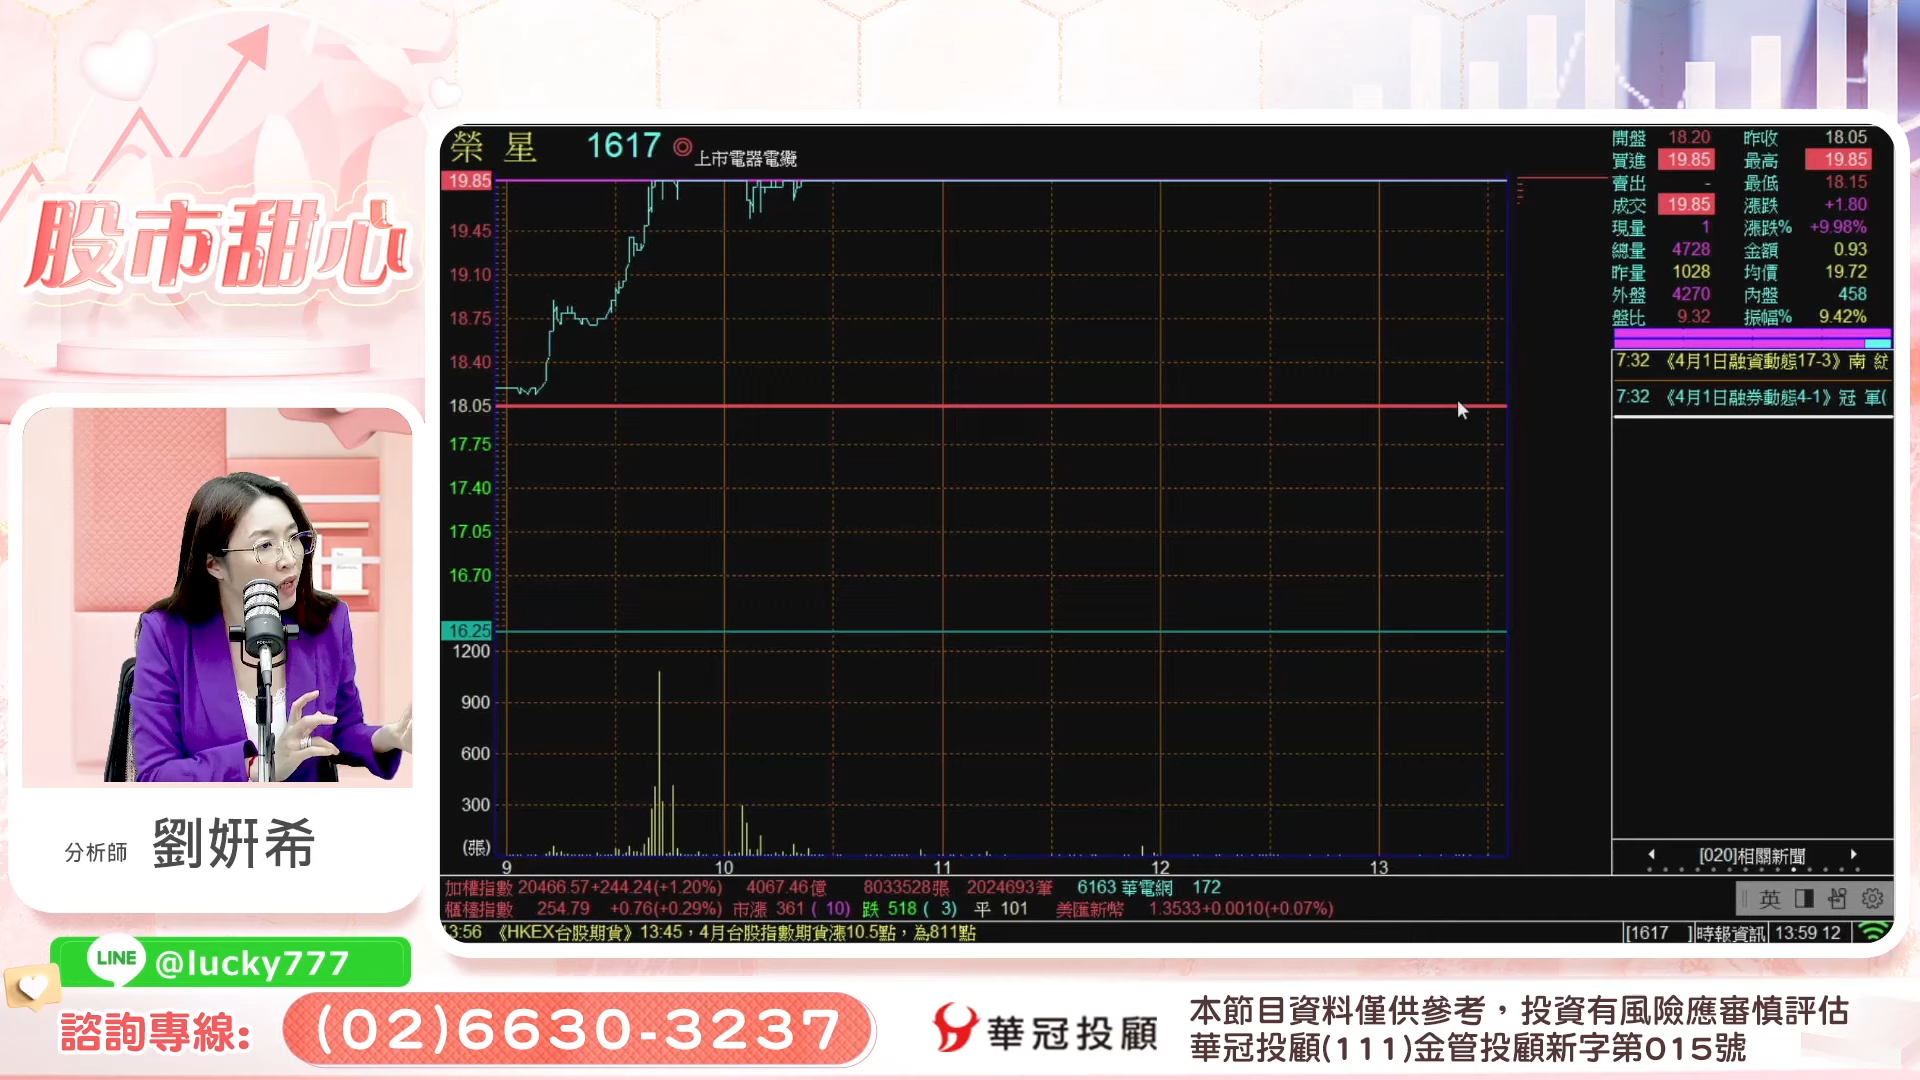 股市甜心
分析師 劉妍希
LINE @lucky777
諮詢專線: (02)6630-3237
華冠投顧
本節目資料僅供參考，投資有風險應審慎評估
華冠投顧(111)金管投顧新字第015號
榮 星 1617 ◎ 上市電器電纜
19.85
19.45
19.10
18.75
18.40
18.05
17.75
17.40
17.05
16.70
16.25
1200
900
600
300
(張)
9 10 11 12 13
開盤 18.20 昨收 18.05
買進 19.85 最高 19.85
賣出 - 最低 18.15
成交 19.85 漲跌 +1.80
現量 1 漲跌% +9.98%
總量 4728 金額 0.93
昨量 1028 均價 19.72
外盤 4270 內盤 458
盤比 9.32 振幅% 9.42%
7:32 《4月1日融資動態17-3》南
7:32 《4月1日融券動態4-1》冠 軍(
[020]相關新聞
英
加權指數 20466.57+244.24(+1.20%) 4067.46億 8033528張 2024693筆 6163 華電網 172
櫃檯指數 254.79 +0.76(+0.29%) 市漲 361 ( 10) 跌 518 ( 3) 平 101 美匯新幣 1.3533+0.0010(+0.07%)
13:56 《HKEX台股期貨》13:45，4月台股指數期貨漲10.5點，為811點
[1617 ]時報資訊 13:59 12